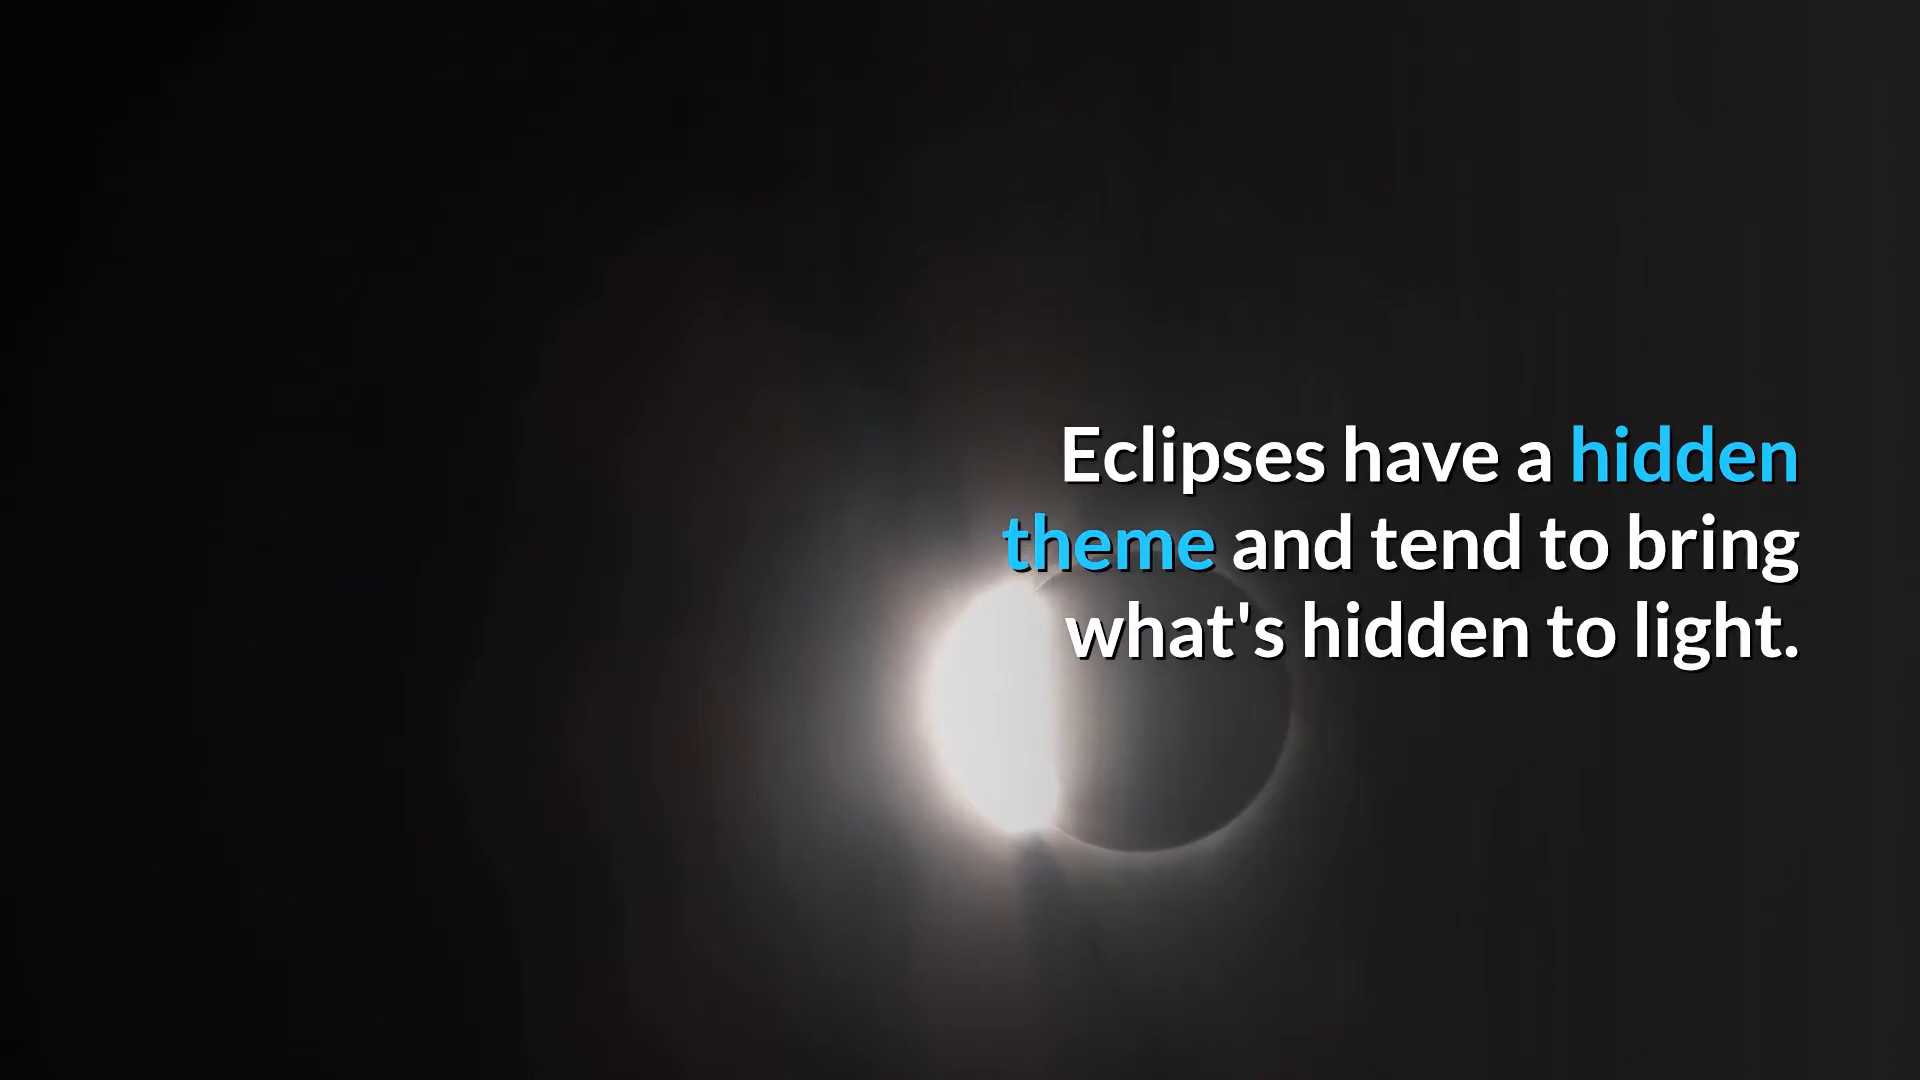 Eclipses have a hidden
theme and tend to bring
what's hidden to light.